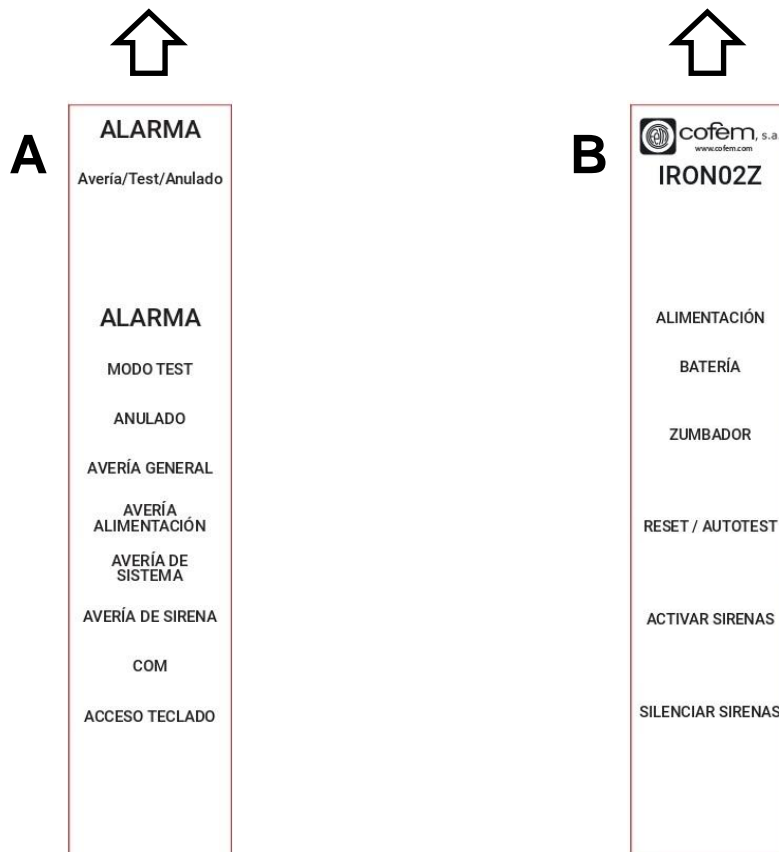 A
ALARMA
Avería/Test/Anulado
ALARMA
MODO TEST
ANULADO
AVERÍA GENERAL
AVERÍA
ALIMENTACIÓN
AVERÍA DE
SISTEMA
AVERÍA DE SIRENA
COM
ACCESO TECLADO
B
cofem, s.a.
www.cofem.com
IRON02Z
ALIMENTACIÓN
BATERÍA
ZUMBADOR
RESET / AUTOTEST
ACTIVAR SIRENAS
SILENCIAR SIRENAS